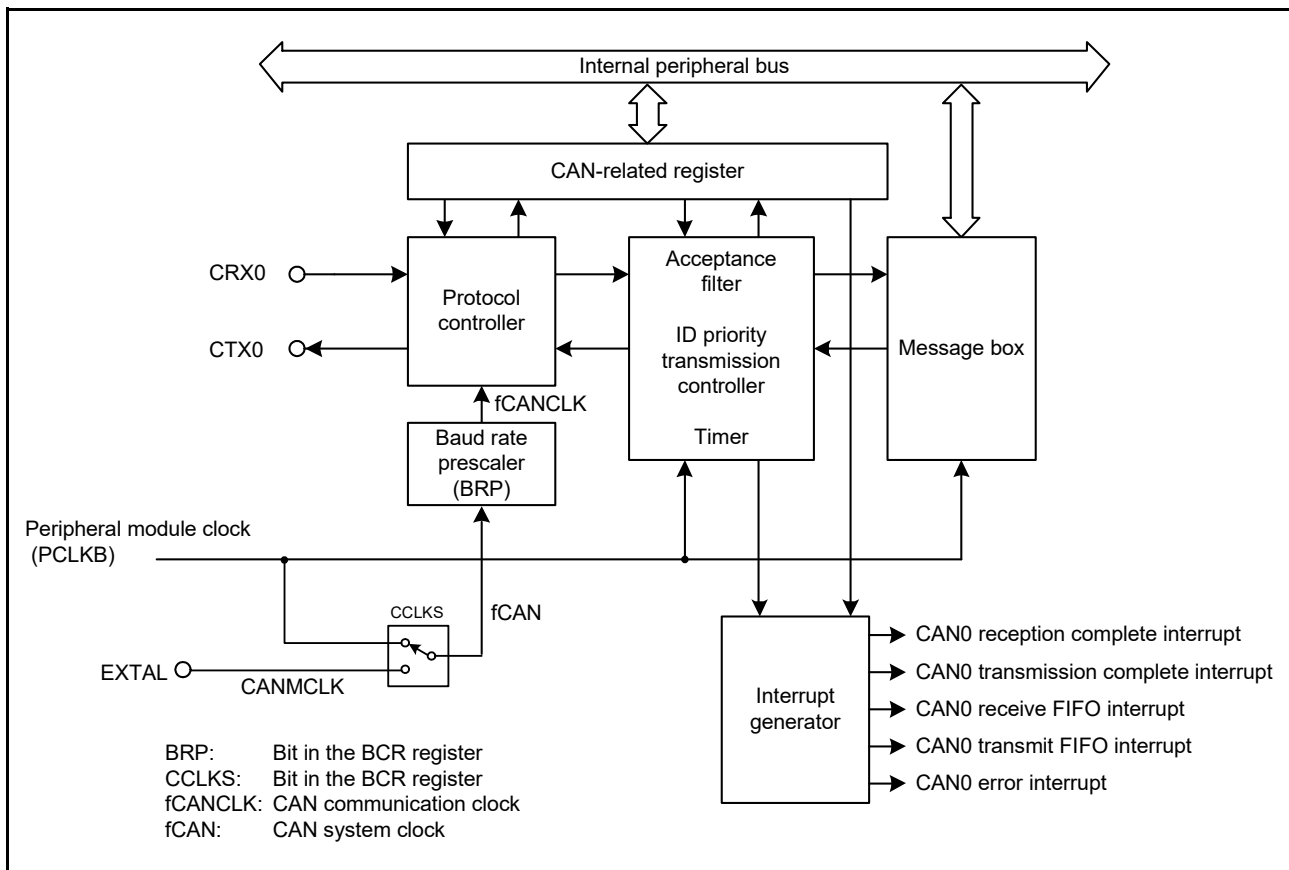 Internal peripheral bus
CAN-related register
CRX0
CTX0
Protocol
controller
Acceptance
filter
ID priority
transmission
controller
Timer
Message box
fCANCLK
Baud rate
prescaler
(BRP)
Peripheral module clock
(PCLKB)
CCLKS
fCAN
EXTAL
CANMCLK
Interrupt
generator
CAN0 reception complete interrupt
CAN0 transmission complete interrupt
CAN0 receive FIFO interrupt
CAN0 transmit FIFO interrupt
CAN0 error interrupt
BRP: Bit in the BCR register
CCLKS: Bit in the BCR register
fCANCLK: CAN communication clock
fCAN: CAN system clock